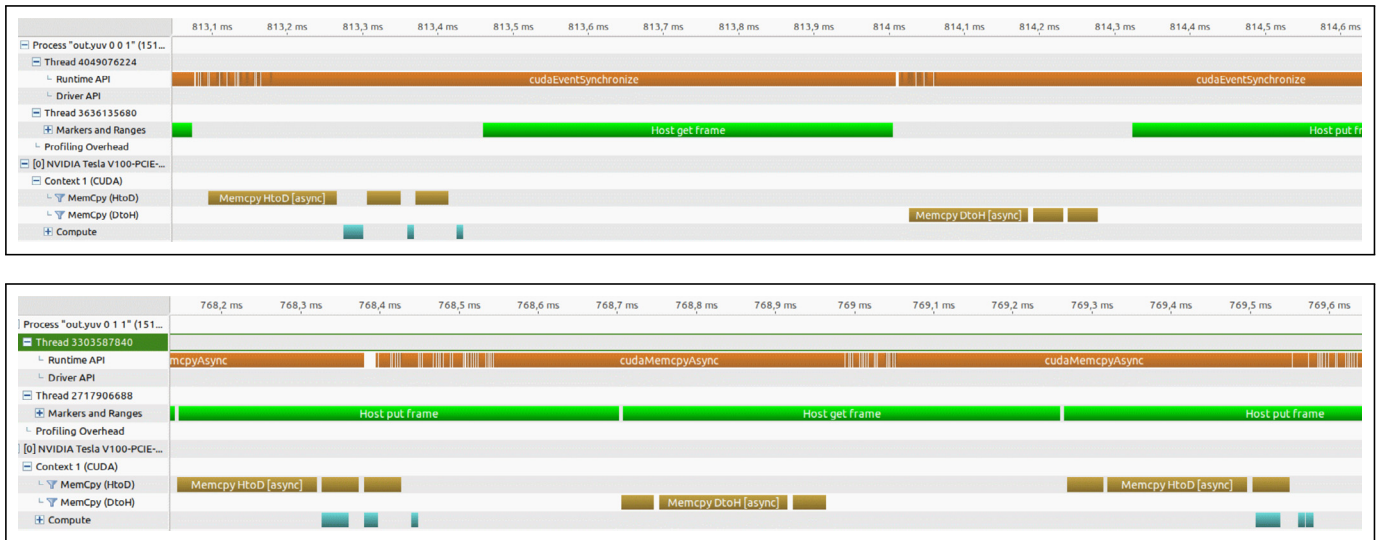 813,1 ms 813,2 ms 813,3 ms 813,4 ms 813,5 ms 813,6 ms 813,7 ms 813,8 ms 813,9 ms 814 ms 814,1 ms 814,2 ms 814,3 ms 814,4 ms 814,5 ms 814,6 ms
Process "out.yuv 0 0 1" (151...
Thread 4049076224
Runtime API cudaEventSynchronize cudaEventSynchronize
Driver API
Thread 3636135680
Markers and Ranges Host get frame Host put fr
Profiling Overhead
[0] NVIDIA Tesla V100-PCIE-...
Context 1 (CUDA)
MemCpy (HtoD) Memcpy HtoD [async]
MemCpy (DtoH) Memcpy DtoH [async]
Compute
768,2 ms 768,3 ms 768,4 ms 768,5 ms 768,6 ms 768,7 ms 768,8 ms 768,9 ms 769 ms 769,1 ms 769,2 ms 769,3 ms 769,4 ms 769,5 ms 769,6 ms
Process "out.yuv 0 1 1" (151...
Thread 3303587840
Runtime API mcpyAsync cudaMemcpyAsync cudaMemcpyAsync
Driver API
Thread 2717906688
Markers and Ranges Host put frame Host get frame Host put frame
Profiling Overhead
[0] NVIDIA Tesla V100-PCIE-...
Context 1 (CUDA)
MemCpy (HtoD) Memcpy HtoD [async] Memcpy HtoD [async]
MemCpy (DtoH) Memcpy DtoH [async]
Compute